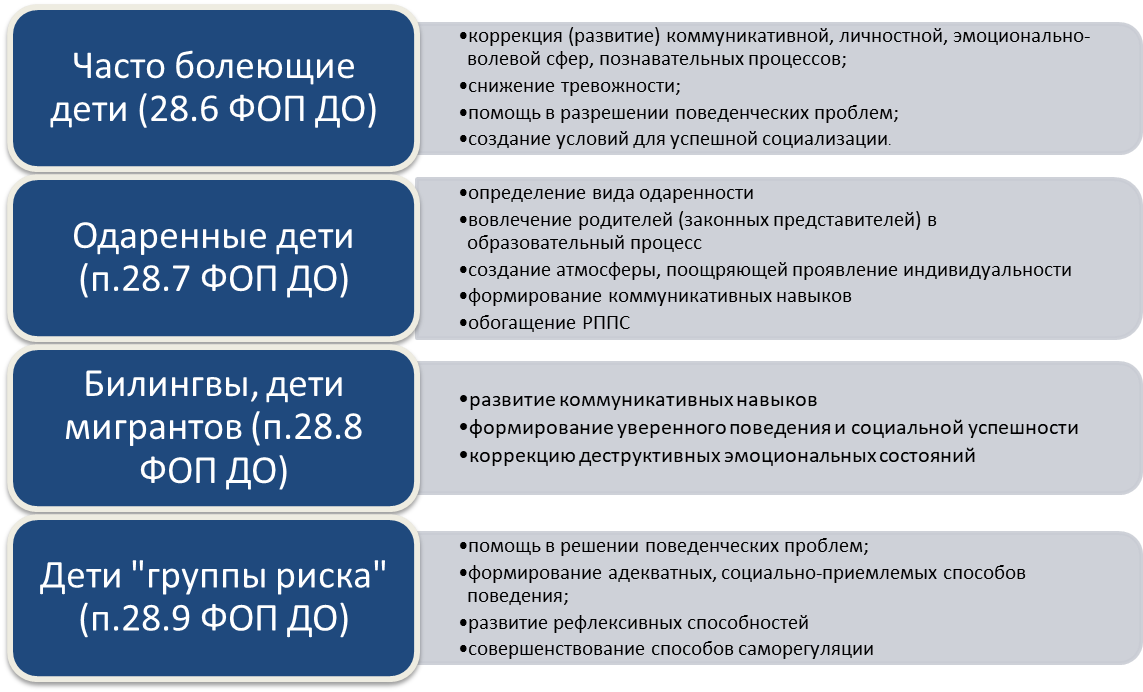 Часто болеющие
дети (28.6 ФОП ДО)
•коррекция (развитие) коммуникативной, личностной, эмоционально-
волевой сфер, познавательных процессов;
•снижение тревожности;
•помощь в разрешении поведенческих проблем;
•создание условий для успешной социализации.
Одаренные дети
(п.28.7 ФОП ДО)
•определение вида одаренности
•вовлечение родителей (законных представителей) в
образовательный процесс
•создание атмосферы, поощряющей проявление индивидуальности
•формирование коммуникативных навыков
•обогащение РППС
Билингвы, дети
мигрантов (п.28.8
ФОП ДО)
•развитие коммуникативных навыков
•формирование уверенного поведения и социальной успешности
•коррекцию деструктивных эмоциональных состояний
Дети "группы риска"
(п.28.9 ФОП ДО)
•помощь в решении поведенческих проблем;
•формирование адекватных, социально-приемлемых способов
поведения;
•развитие рефлексивных способностей
•совершенствование способов саморегуляции